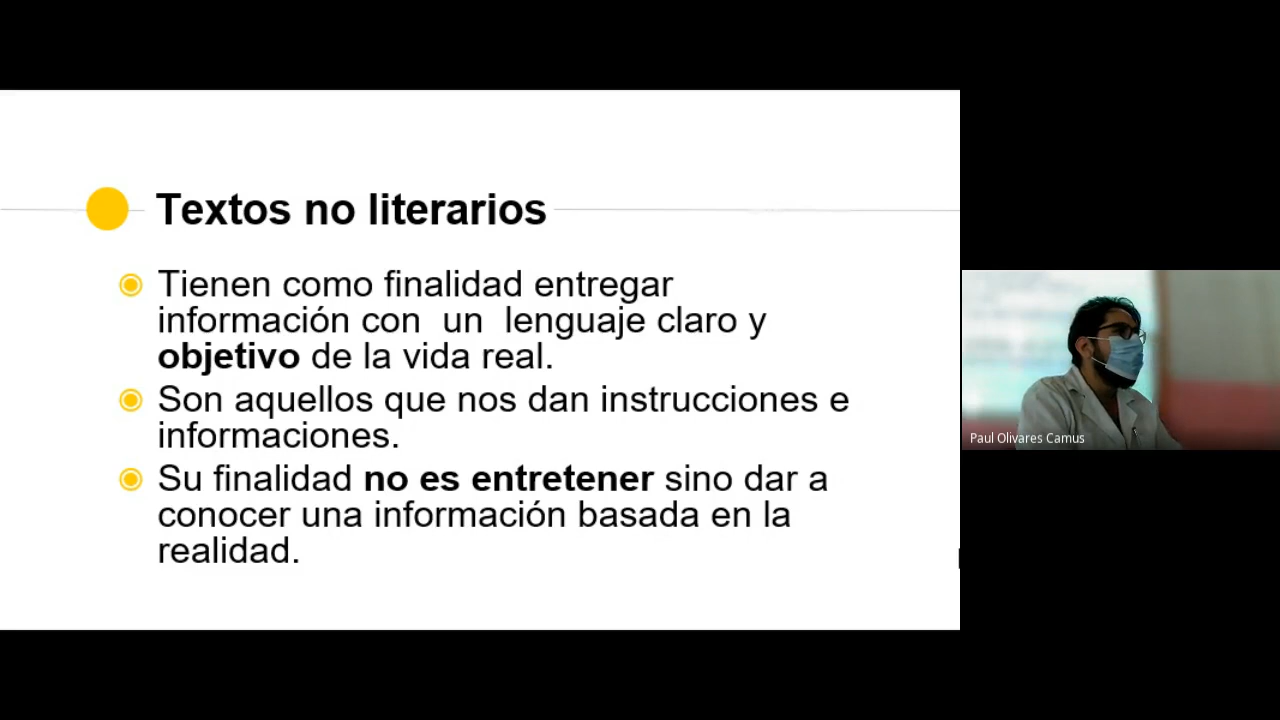 Textos no literarios
Tienen como finalidad entregar
información con  un  lenguaje claro y
objetivo de la vida real.
Son aquellos que nos dan instrucciones e
informaciones.
Su finalidad no es entretener sino dar a
conocer una información basada en la
realidad.
Paul Olivares Camus